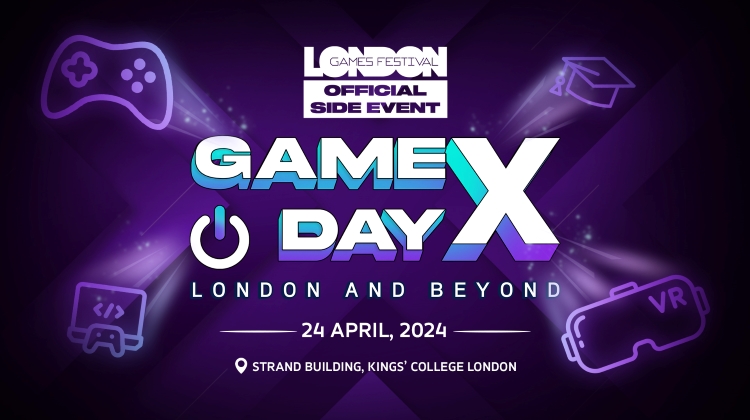 LONDON
GAMES FESTIVAL
OFFICIAL
SIDE EVENT
GAME
DAY X
LONDON AND BEYOND
24 APRIL, 2024
STRAND BUILDING, KINGS' COLLEGE LONDON
</>
VR